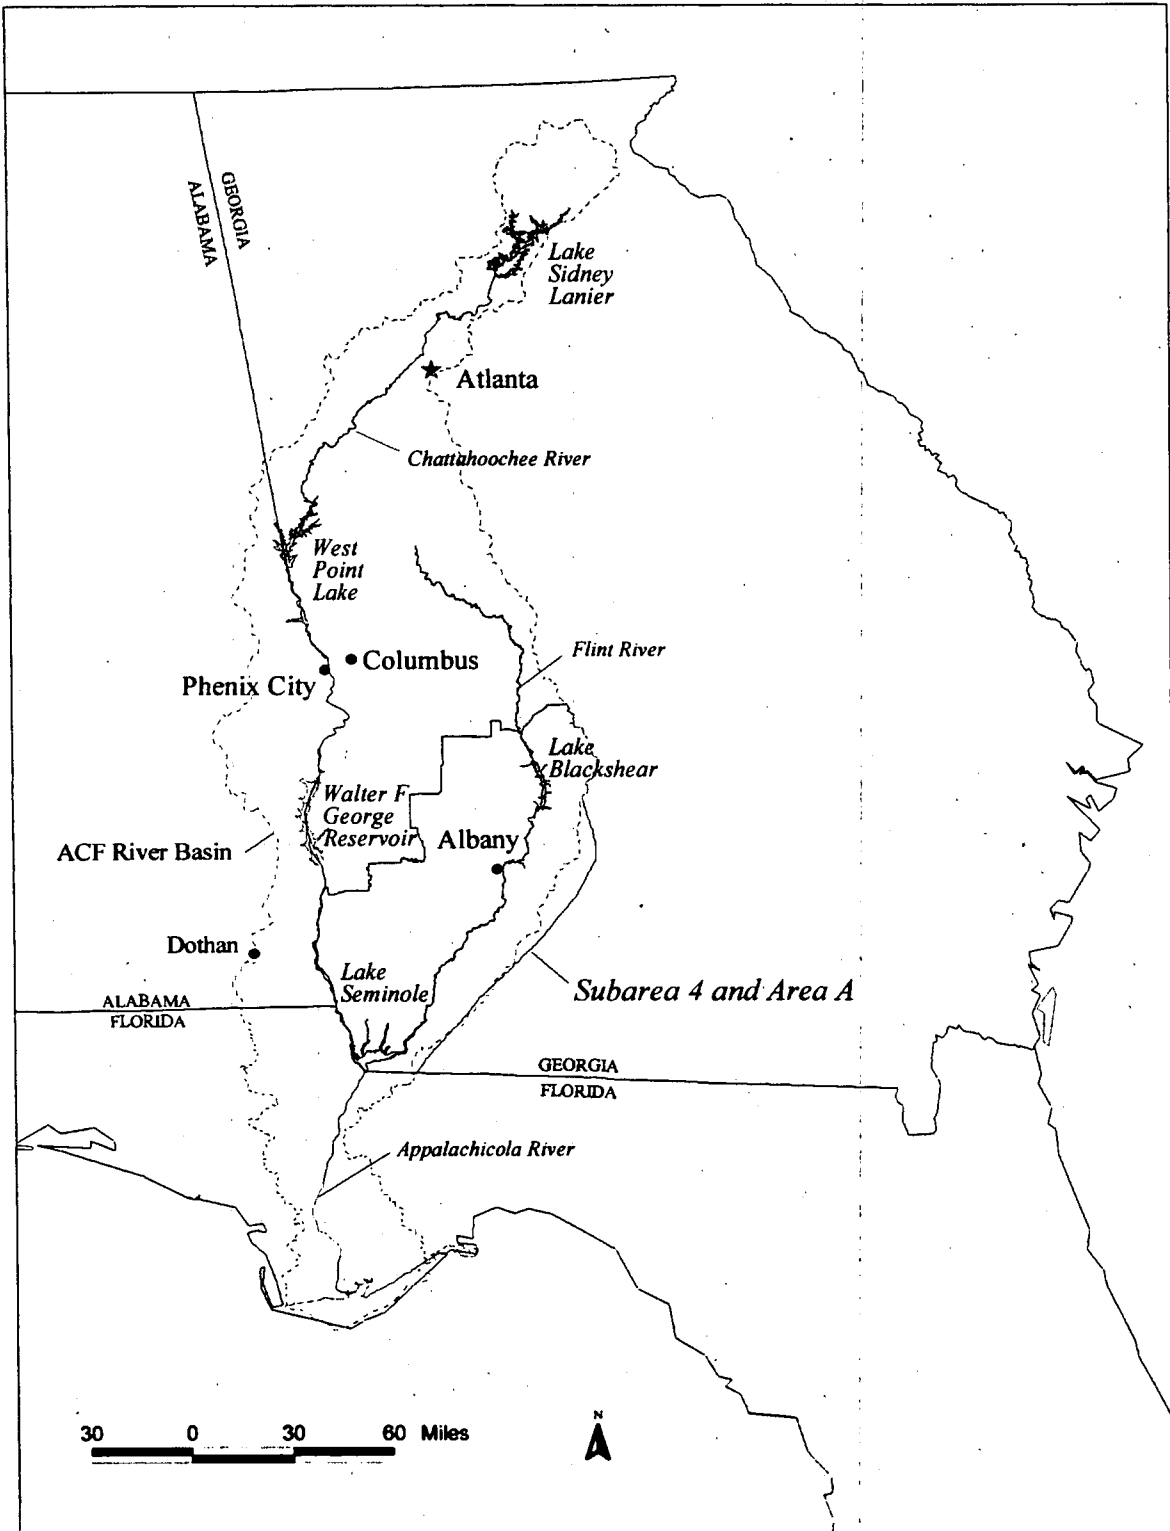 GEORGIA
ALABAMA
Lake
Sidney
Lanier
Atlanta
Chattahoochee River
West
Point
Lake
Columbus
Phenix City
Flint River
Lake
Blackshear
Walter F
George
Reservoir
Albany
ACF River Basin
Dothan
Lake
Seminole
Subarea 4 and Area A
ALABAMA
FLORIDA
GEORGIA
FLORIDA
Appalachicola River
30 0 30 60 Miles
N